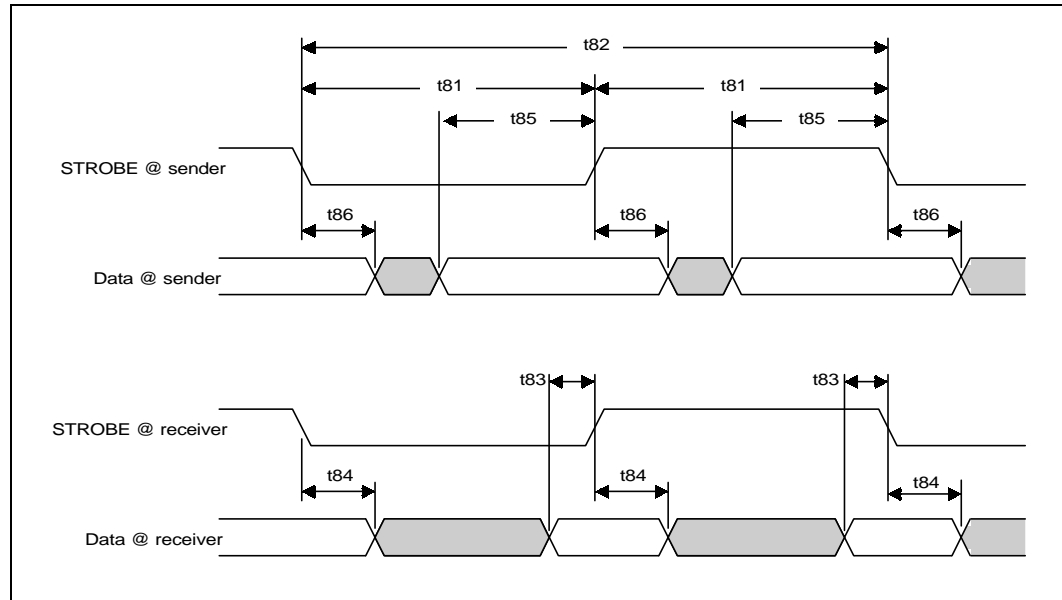 t82
t81 t81
t85 t85
STROBE @ sender
t86 t86 t86
Data @ sender
t83 t83
STROBE @ receiver
t84 t84 t84
Data @ receiver